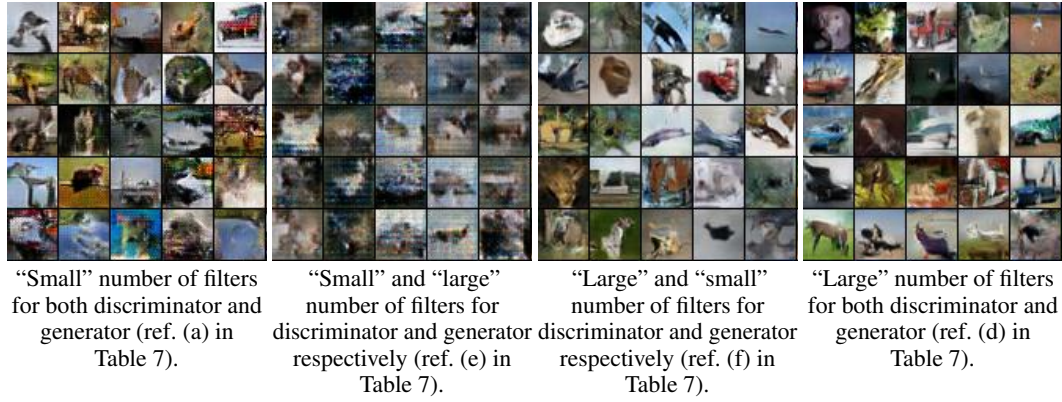 “Small” number of filters
for both discriminator and
generator (ref. (a) in
Table 7).
“Small” and “large”
number of filters for
discriminator and generator
respectively (ref. (e) in
Table 7).
“Large” and “small”
number of filters for
discriminator and generator
respectively (ref. (f) in
Table 7).
“Large” number of filters
for both discriminator and
generator (ref. (d) in
Table 7).